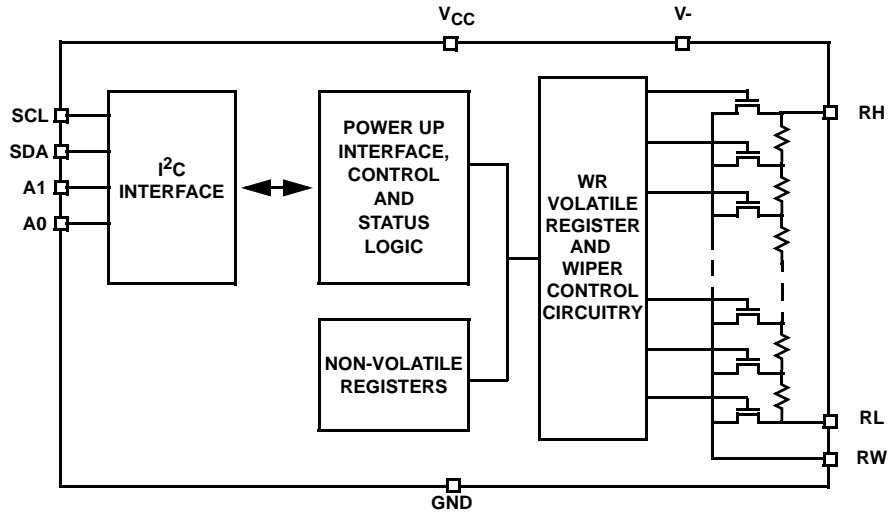 VCC
V-
SCL
SDA
A1
A0
I2C
INTERFACE
POWER UP
INTERFACE,
CONTROL
AND
STATUS
LOGIC
NON-VOLATILE
REGISTERS
WR
VOLATILE
REGISTER
AND
WIPER
CONTROL
CIRCUITRY
RH
RL
RW
GND